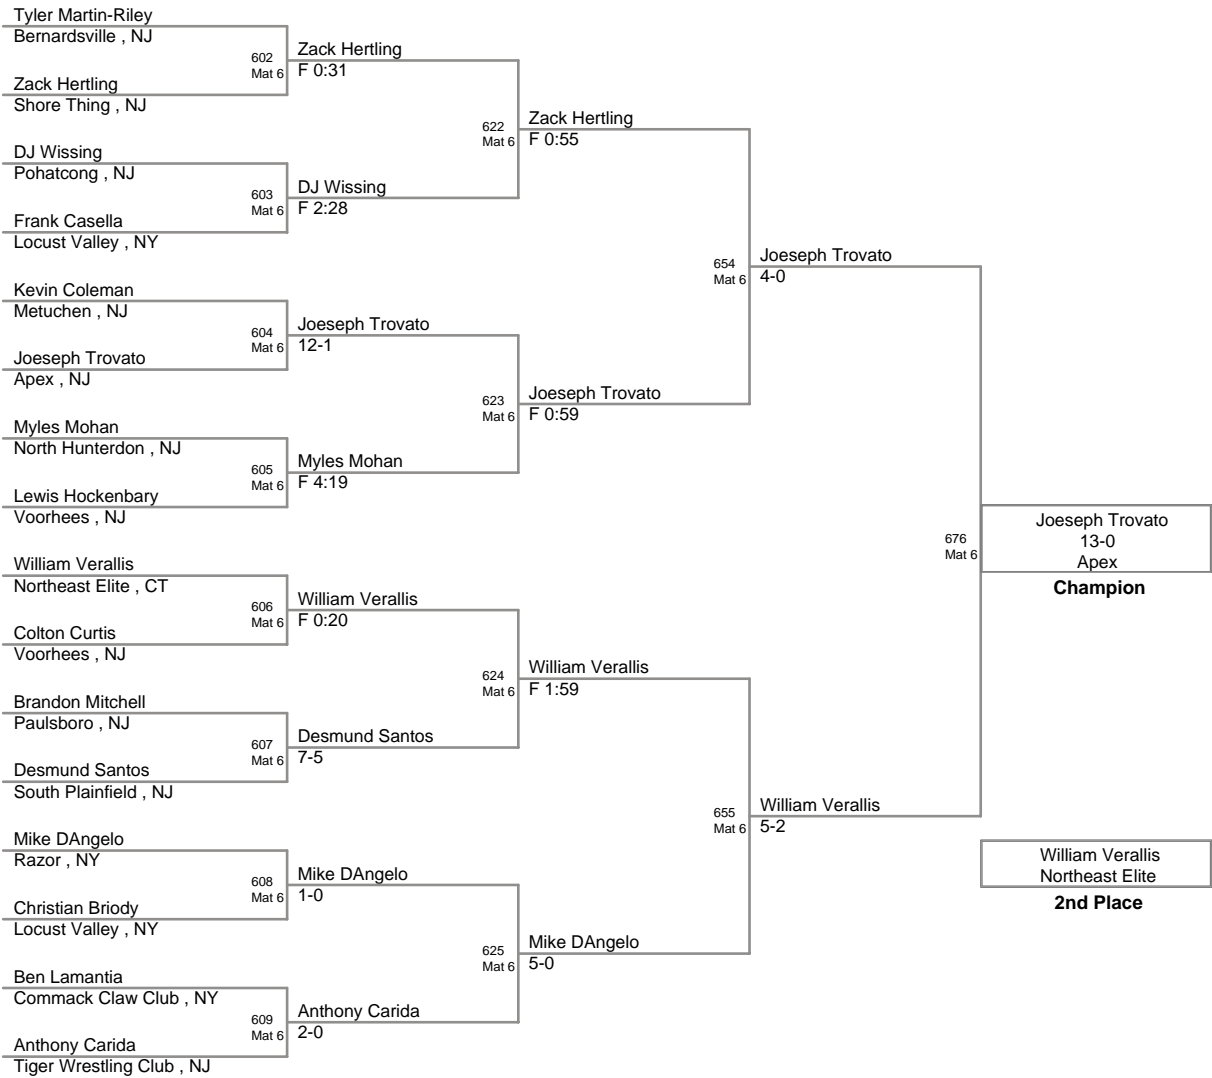 Tyler Martin-Riley
Bernardsville , NJ
602
Mat 6
Zack Hertling
F 0:31
Zack Hertling
Shore Thing , NJ
622
Mat 6
Zack Hertling
F 0:55
DJ Wissing
Pohatcong , NJ
603
Mat 6
DJ Wissing
F 2:28
Frank Casella
Locust Valley , NY
654
Mat 6
Joeseph Trovato
4-0
Kevin Coleman
Metuchen , NJ
604
Mat 6
Joeseph Trovato
12-1
Joeseph Trovato
Apex , NJ
623
Mat 6
Joeseph Trovato
F 0:59
Myles Mohan
North Hunterdon , NJ
605
Mat 6
Myles Mohan
F 4:19
Lewis Hockenbary
Voorhees , NJ
676
Mat 6
Joeseph Trovato
13-0
Apex
Champion
William Verallis
Northeast Elite , CT
606
Mat 6
William Verallis
F 0:20
Colton Curtis
Voorhees , NJ
624
Mat 6
William Verallis
F 1:59
Brandon Mitchell
Paulsboro , NJ
607
Mat 6
Desmund Santos
7-5
Desmund Santos
South Plainfield , NJ
655
Mat 6
William Verallis
5-2
William Verallis
Northeast Elite
2nd Place
Mike DAngelo
Razor , NY
608
Mat 6
Mike DAngelo
1-0
Christian Briody
Locust Valley , NY
625
Mat 6
Mike DAngelo
5-0
Ben Lamantia
Commack Claw Club , NY
609
Mat 6
Anthony Carida
2-0
Anthony Carida
Tiger Wrestling Club , NJ